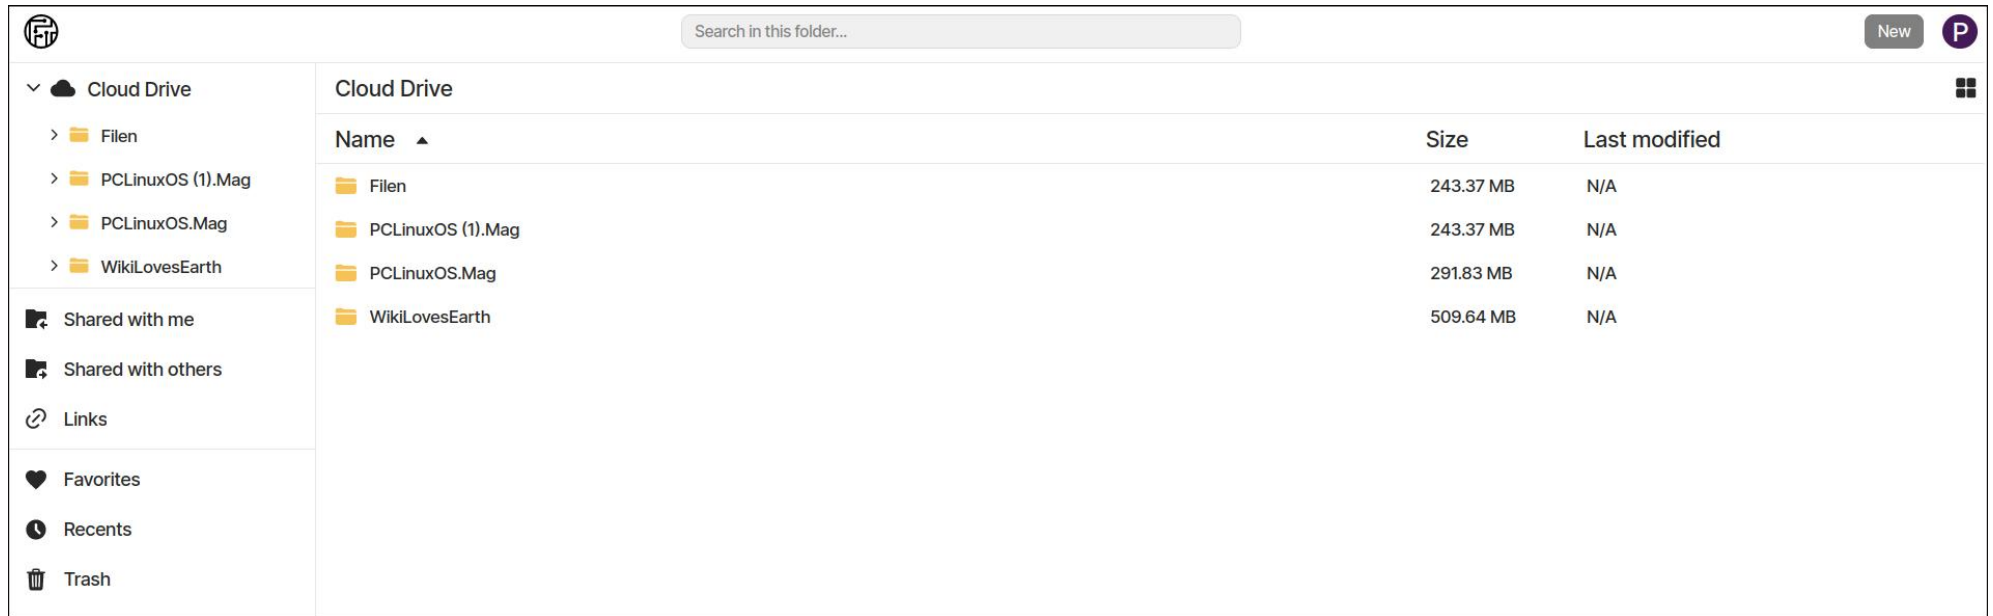 Search in this folder...
New
P
Cloud Drive
Filen
PCLinuxOS (1).Mag
PCLinuxOS.Mag
WikiLovesEarth
Shared with me
Shared with others
Links
Favorites
Recents
Trash
Cloud Drive
Name Size Last modified
Filen 243.37 MB N/A
PCLinuxOS (1).Mag 243.37 MB N/A
PCLinuxOS.Mag 291.83 MB N/A
WikiLovesEarth 509.64 MB N/A